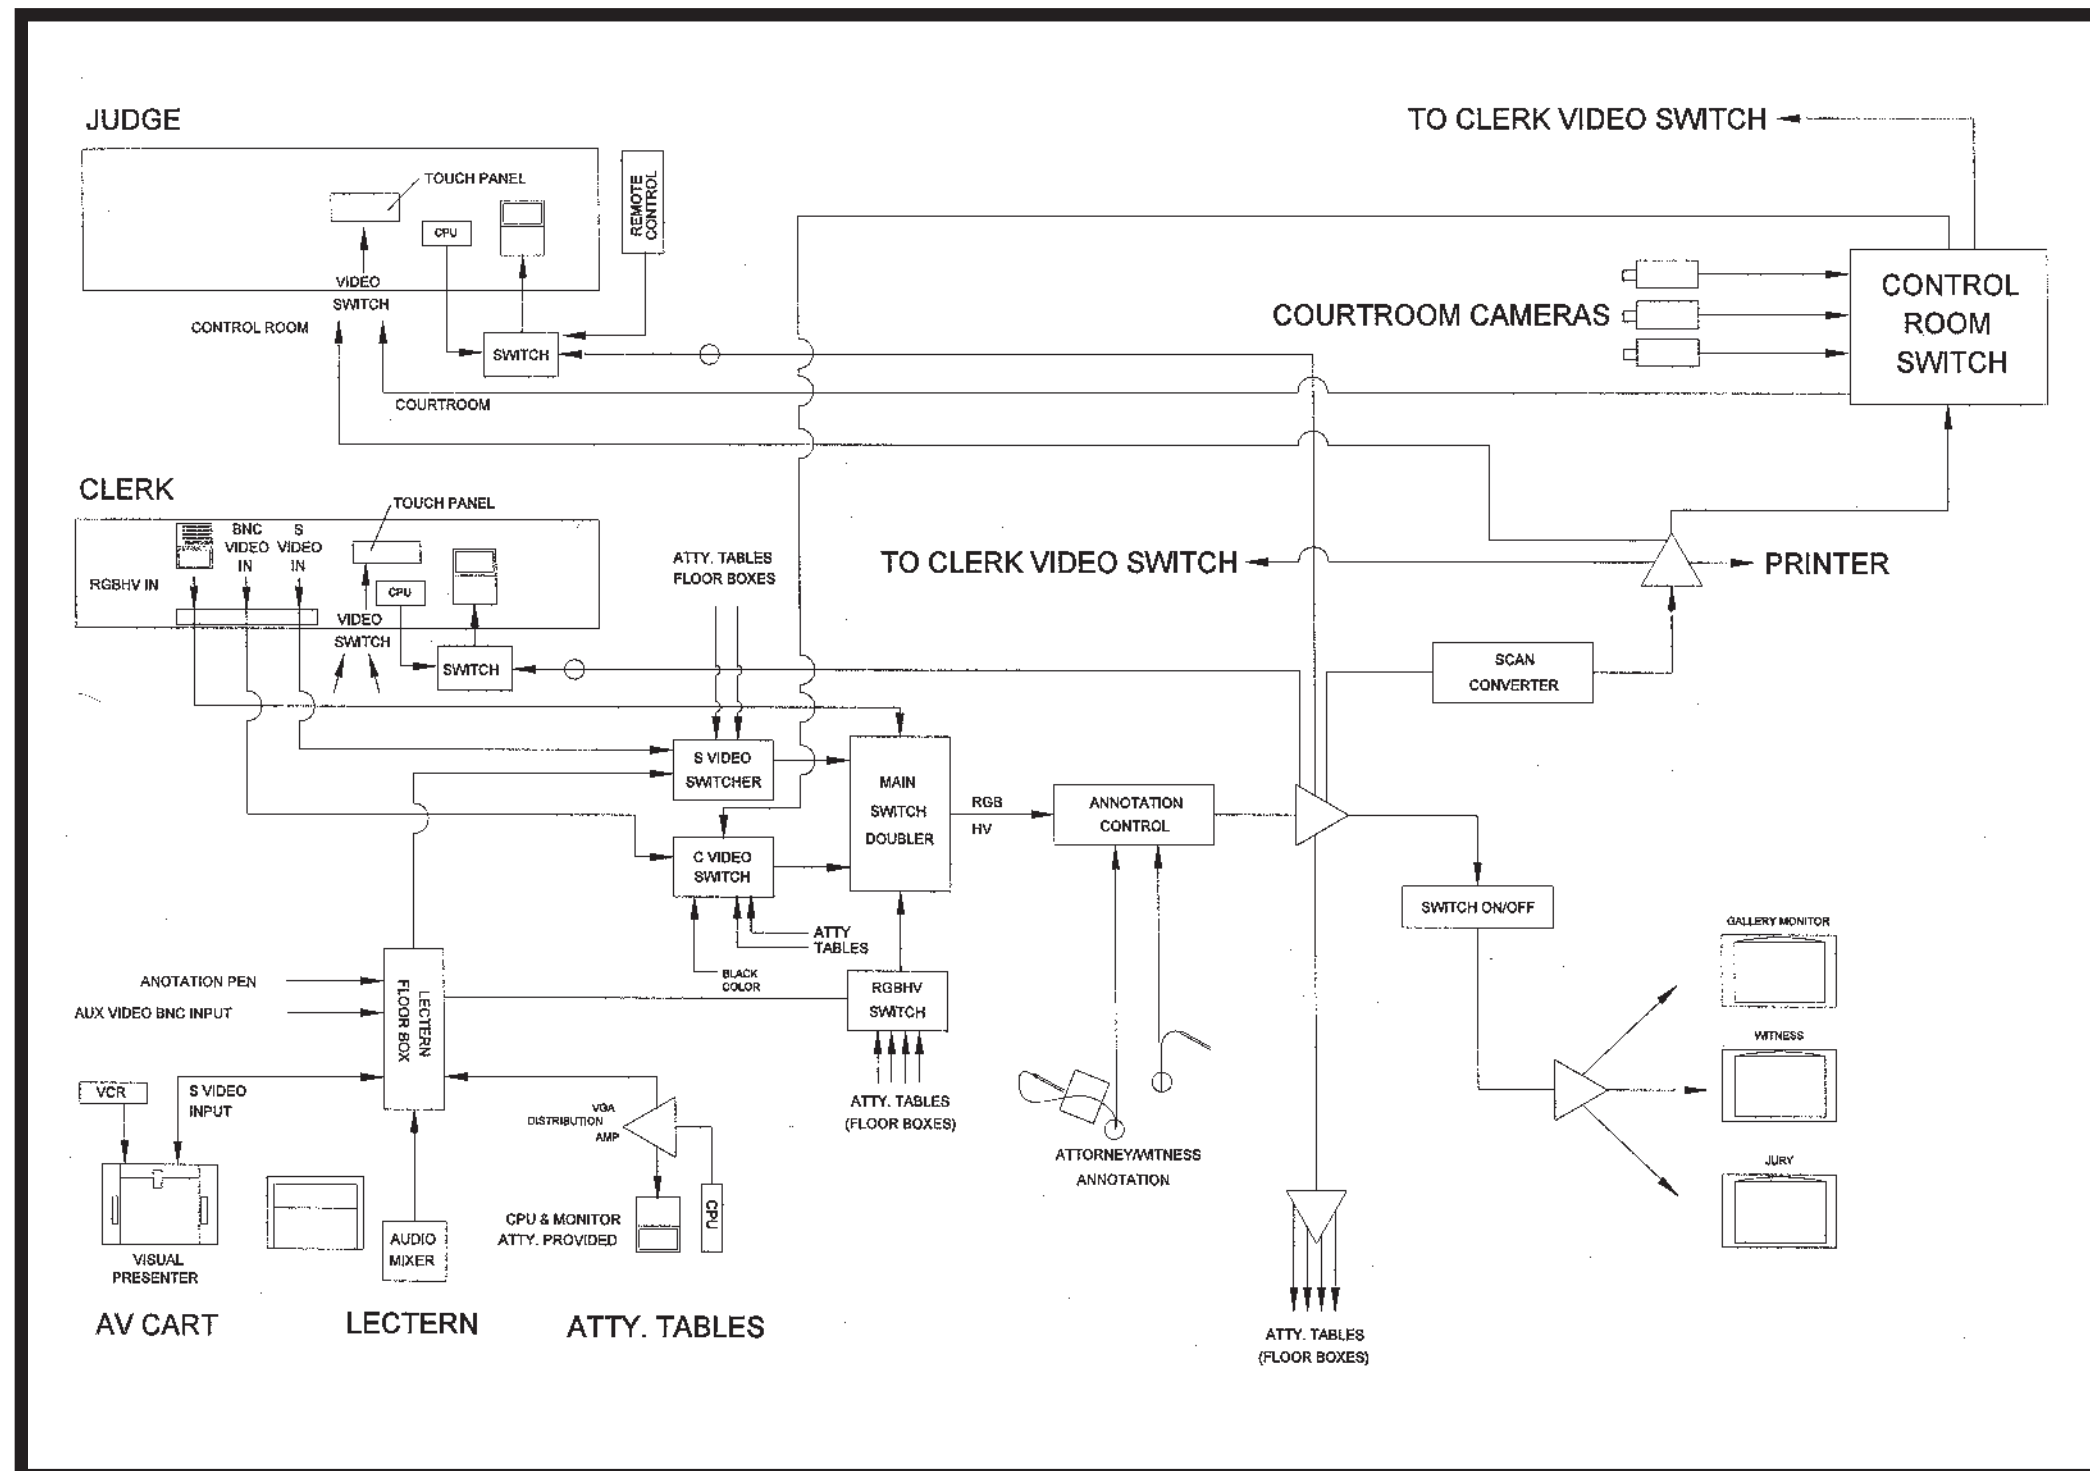 JUDGE
TO CLERK VIDEO SWITCH
TOUCH PANEL
REMOTE
CONTROL
CPU
VIDEO
SWITCH
CONTROL ROOM
SWITCH
COURTROOM
COURTROOM CAMERAS
CONTROL
ROOM
SWITCH
CLERK
TOUCH PANEL
BNC
VIDEO
IN
S
VIDEO
IN
RGBHV IN
CPU
VIDEO
SWITCH
SWITCH
ATTY. TABLES
FLOOR BOXES
TO CLERK VIDEO SWITCH
PRINTER
SCAN
CONVERTER
S VIDEO
SWITCHER
MAIN
SWITCH
DOUBLER
RGB
HV
ANNOTATION
CONTROL
C VIDEO
SWITCH
SWITCH ON/OFF
ATTY
TABLES
BLACK
COLOR
GALLERY MONITOR
ANOTATION PEN
AUX VIDEO BNC INPUT
LECTERN
FLOOR BOX
RGBHV
SWITCH
WITNESS
VCR
S VIDEO
INPUT
VGA
DISTRIBUTION
AMP
ATTY. TABLES
(FLOOR BOXES)
ATTORNEY/WITNESS
ANNOTATION
JURY
CPU & MONITOR
ATTY. PROVIDED
CPU
AUDIO
MIXER
VISUAL
PRESENTER
AV CART
LECTERN
ATTY. TABLES
ATTY. TABLES
(FLOOR BOXES)